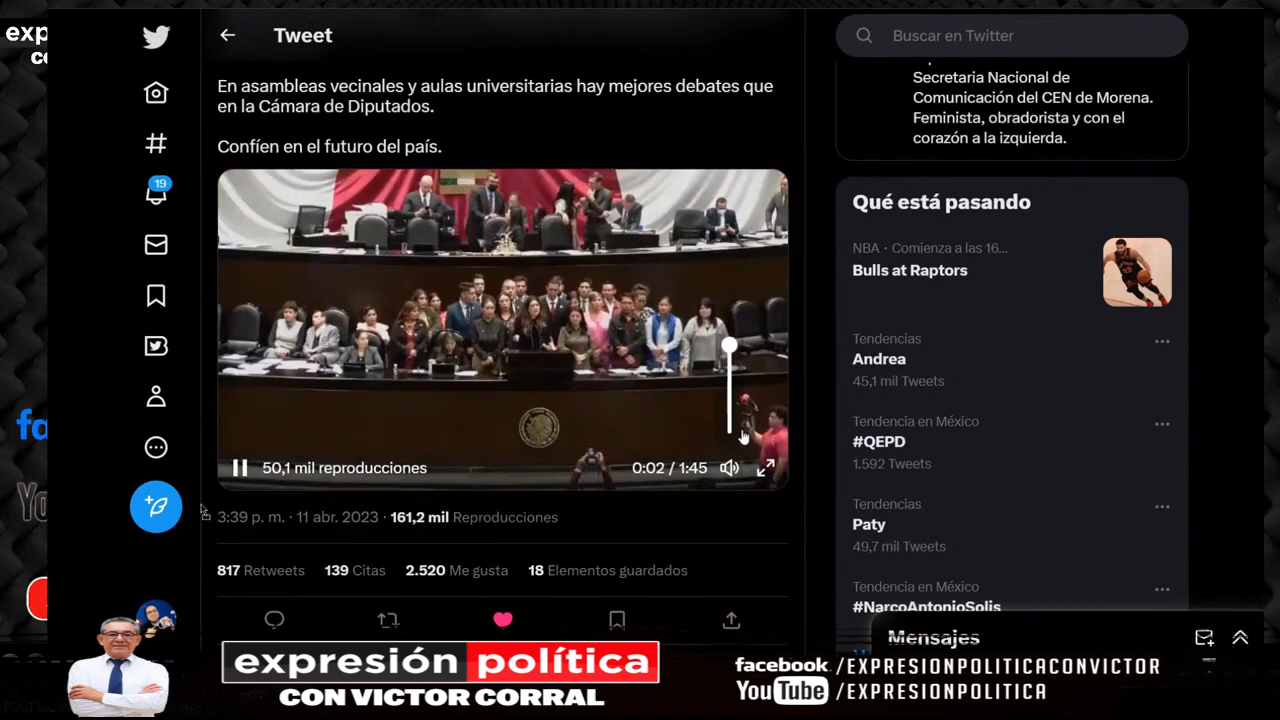 exp
co
fa
Yo
Tweet
En asambleas vecinales y aulas universitarias hay mejores debates que
en la Cámara de Diputados.
Confíen en el futuro del país.
19
50,1 mil reproducciones
0:02 / 1:45
3:39 p. m. · 11 abr. 2023 · 161,2 mil Reproducciones
817 Retweets 139 Citas 2.520 Me gusta 18 Elementos guardados
Buscar en Twitter
Secretaria Nacional de
Comunicación del CEN de Morena.
Feminista, obradorista y con el
corazón a la izquierda.
Qué está pasando
NBA · Comienza a las 16...
Bulls at Raptors
Tendencias
Andrea
45,1 mil Tweets
Tendencia en México
#QEPD
1.592 Tweets
Tendencias
Paty
49,7 mil Tweets
Tendencia en México
#NarcoAntonioSolis
Mensajes
expresión política
CON VICTOR CORRAL
facebook /EXPRESIONPOLITICACONVICTOR
YouTube /EXPRESIONPOLITICA